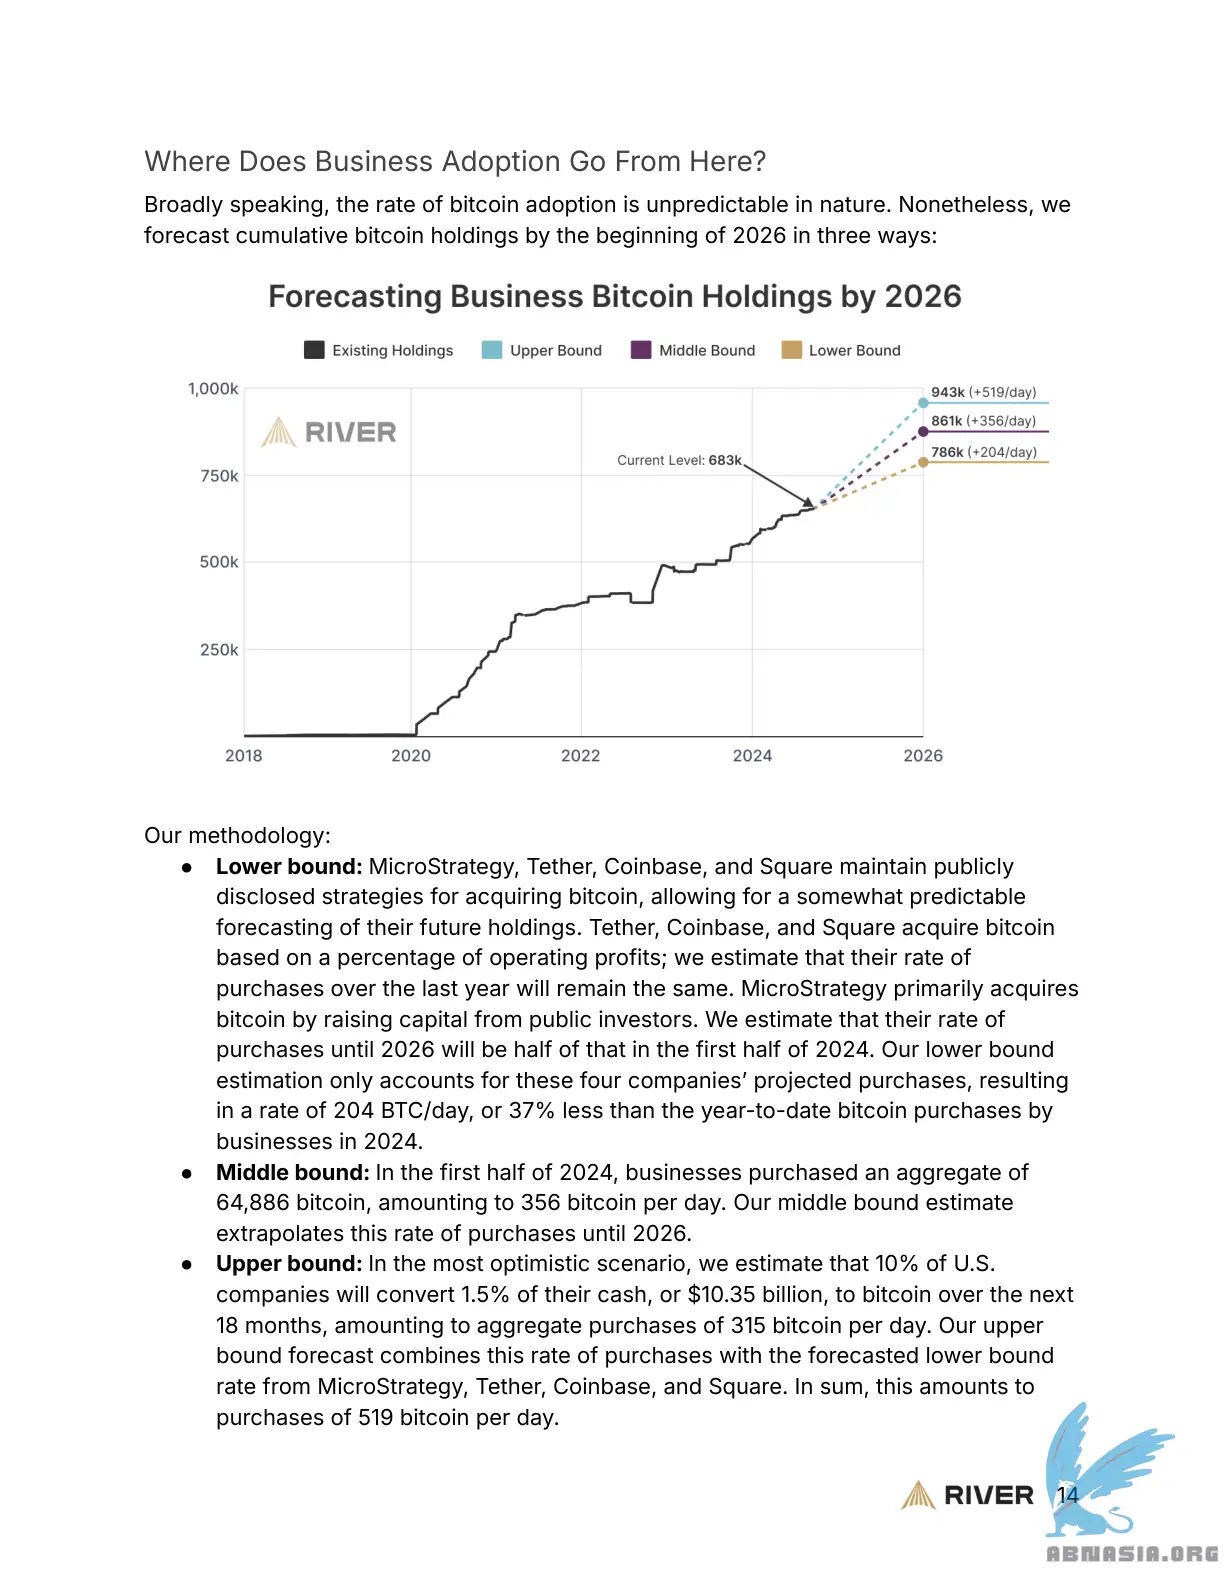 Where Does Business Adoption Go From Here?
Broadly speaking, the rate of bitcoin adoption is unpredictable in nature. Nonetheless, we
forecast cumulative bitcoin holdings by the beginning of 2026 in three ways:
Forecasting Business Bitcoin Holdings by 2026
Existing Holdings Upper Bound Middle Bound Lower Bound
1,000k
943k (+519/day)
RIVER
861k (+356/day)
Current Level: 683k
786k (+204/day)
750k
500k
250k
2018 2020 2022 2024 2026
Our methodology:
● Lower bound: MicroStrategy, Tether, Coinbase, and Square maintain publicly
disclosed strategies for acquiring bitcoin, allowing for a somewhat predictable
forecasting of their future holdings. Tether, Coinbase, and Square acquire bitcoin
based on a percentage of operating profits; we estimate that their rate of
purchases over the last year will remain the same. MicroStrategy primarily acquires
bitcoin by raising capital from public investors. We estimate that their rate of
purchases until 2026 will be half of that in the first half of 2024. Our lower bound
estimation only accounts for these four companies’ projected purchases, resulting
in a rate of 204 BTC/day, or 37% less than the year-to-date bitcoin purchases by
businesses in 2024.
● Middle bound: In the first half of 2024, businesses purchased an aggregate of
64,886 bitcoin, amounting to 356 bitcoin per day. Our middle bound estimate
extrapolates this rate of purchases until 2026.
● Upper bound: In the most optimistic scenario, we estimate that 10% of U.S.
companies will convert 1.5% of their cash, or $10.35 billion, to bitcoin over the next
18 months, amounting to aggregate purchases of 315 bitcoin per day. Our upper
bound forecast combines this rate of purchases with the forecasted lower bound
rate from MicroStrategy, Tether, Coinbase, and Square. In sum, this amounts to
purchases of 519 bitcoin per day.
RIVER 14
ABNASIA.ORG